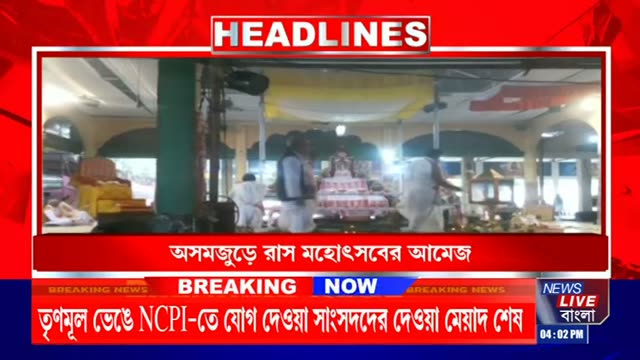 HEADLINES
অসমজুড়ে রাস মহোৎসবের আমেজ
BREAKING NEWS
BREAKING NOW
BREAKING NEWS
তৃণমূল ভেঙে NCPI-তে যোগ দেওয়া সাংসদদের দেওয়া মেয়াদ শেষ
NEWS
LIVE
বাংলা
04:02 PM